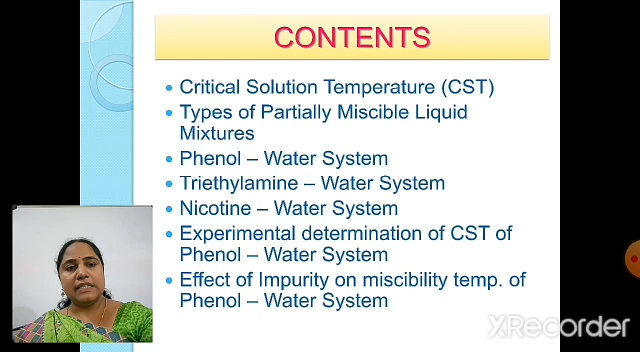 CONTENTS
Critical Solution Temperature (CST)
Types of Partially Miscible Liquid
Mixtures
Phenol – Water System
Triethylamine – Water System
Nicotine – Water System
Experimental determination of CST of
Phenol – Water System
Effect of Impurity on miscibility temp. of
Phenol – Water System
XRecorder